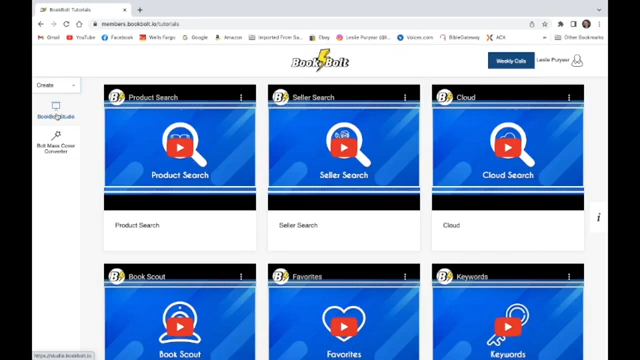 BookBolt Tutorials
members.bookbolt.io/tutorials
Gmail YouTube Facebook Wells Fargo Google Amazon Imported From Sa... Ebay Instagram Leslie Puryear Voices.com BibleGateway ACX Other Bookmarks
Book Bolt
Weekly Calls
Leslie Puryear
Create
BookBolt Studio
Bolt Mass Cover
Converter
Product Search
Product Search
Product Search
Seller Search
Seller Search
Seller Search
Cloud
Cloud Search
Cloud
i
Book Scout
Book Scout
Favorites
Favorites
Keywords
Keywords
https://studio.bookbolt.io